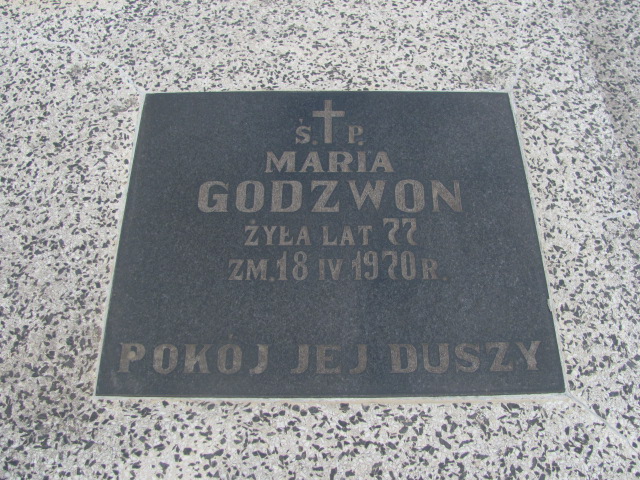 Ś. P.
MARIA
GODZWON
ŻYŁA LAT 77
ZM. 18 IV 1970 R.
POKÓJ JEJ DUSZY